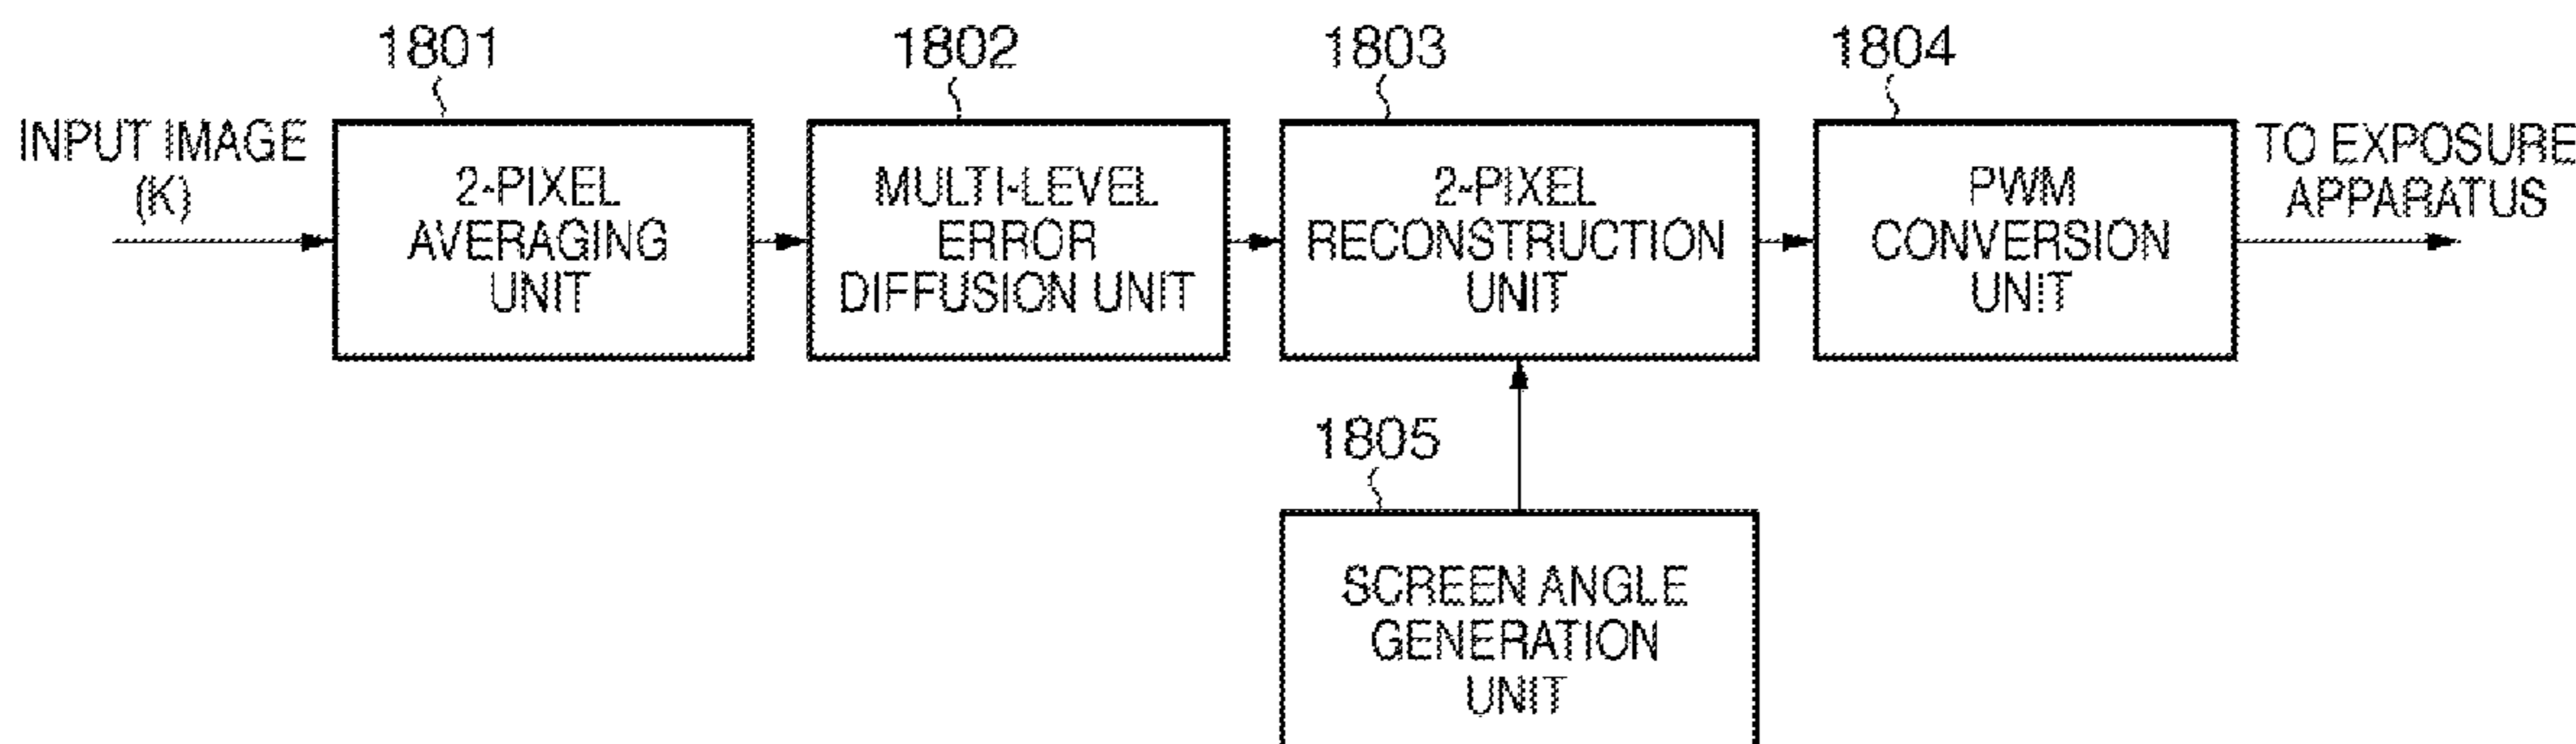 1801
1802
1803
1804
INPUT IMAGE
(K)
2-PIXEL
AVERAGING
UNIT
MULTI-LEVEL
ERROR
DIFFUSION UNIT
2-PIXEL
RECONSTRUCTION
UNIT
PWM
CONVERSION
UNIT
TO EXPOSURE
APPARATUS
1805
SCREEN ANGLE
GENERATION
UNIT